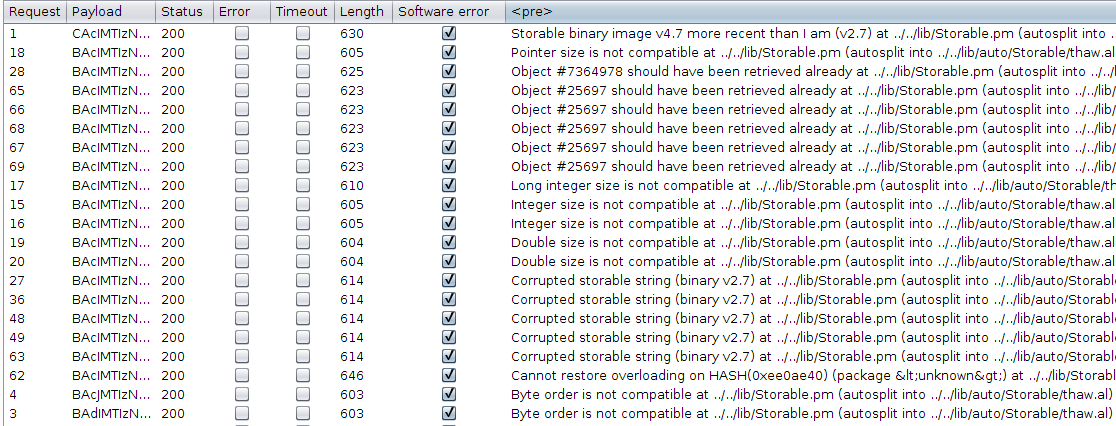 Request Payload Status Error Timeout Length Software error <pre>
1 CAcIMTIzN... 200 630 Storable binary image v4.7 more recent than I am (v2.7) at ../../lib/Storable.pm (autosplit into ..
18 BAcIMTIzN... 200 605 Pointer size is not compatible at ../../lib/Storable.pm (autosplit into ../../lib/auto/Storable/thaw.al)
28 BAcIMTIzN... 200 625 Object #7364978 should have been retrieved already at ../../lib/Storable.pm (autosplit into ../../l
65 BAcIMTIzN... 200 623 Object #25697 should have been retrieved already at ../../lib/Storable.pm (autosplit into ../../lib
66 BAcIMTIzN... 200 623 Object #25697 should have been retrieved already at ../../lib/Storable.pm (autosplit into ../../lib
68 BAcIMTIzN... 200 623 Object #25697 should have been retrieved already at ../../lib/Storable.pm (autosplit into ../../lib
67 BAcIMTIzN... 200 623 Object #25697 should have been retrieved already at ../../lib/Storable.pm (autosplit into ../../lib
69 BAcIMTIzN... 200 623 Object #25697 should have been retrieved already at ../../lib/Storable.pm (autosplit into ../../lib
17 BAcIMTIzN... 200 610 Long integer size is not compatible at ../../lib/Storable.pm (autosplit into ../../lib/auto/Storable/th
15 BAcIMTIzN... 200 605 Integer size is not compatible at ../../lib/Storable.pm (autosplit into ../../lib/auto/Storable/thaw.al)
16 BAcIMTIzN... 200 605 Integer size is not compatible at ../../lib/Storable.pm (autosplit into ../../lib/auto/Storable/thaw.al)
19 BAcIMTIzN... 200 604 Double size is not compatible at ../../lib/Storable.pm (autosplit into ../../lib/auto/Storable/thaw.al)
20 BAcIMTIzN... 200 604 Double size is not compatible at ../../lib/Storable.pm (autosplit into ../../lib/auto/Storable/thaw.al)
27 BAcIMTIzN... 200 614 Corrupted storable string (binary v2.7) at ../../lib/Storable.pm (autosplit into ../../lib/auto/Storabl
36 BAcIMTIzN... 200 614 Corrupted storable string (binary v2.7) at ../../lib/Storable.pm (autosplit into ../../lib/auto/Storabl
48 BAcIMTIzN... 200 614 Corrupted storable string (binary v2.7) at ../../lib/Storable.pm (autosplit into ../../lib/auto/Storabl
49 BAcIMTIzN... 200 614 Corrupted storable string (binary v2.7) at ../../lib/Storable.pm (autosplit into ../../lib/auto/Storabl
63 BAcIMTIzN... 200 614 Corrupted storable string (binary v2.7) at ../../lib/Storable.pm (autosplit into ../../lib/auto/Storabl
62 BAcIMTIzN... 200 646 Cannot restore overloading on HASH(0xee0ae40) (package &lt;unknown&gt;) at ../../lib/Storabl
4 BAcJMTIzN... 200 603 Byte order is not compatible at ../../lib/Storable.pm (autosplit into ../../lib/auto/Storable/thaw.al)
3 BAdIMTIzN... 200 603 Byte order is not compatible at ../../lib/Storable.pm (autosplit into ../../lib/auto/Storable/thaw.al)